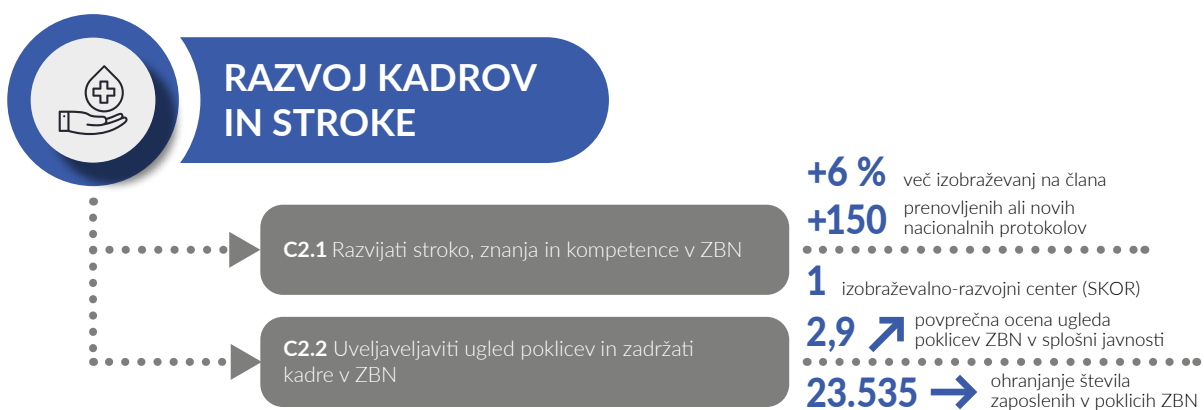 RAZVOJ KADROV
IN STROKE
C2.1 Razvijati stroko, znanja in kompetence v ZBN
+6 % več izobraževanj na člana
+150 prenovljenih ali novih
nacionalnih protokolov
1 izobraževalno-razvojni center (SKOR)
C2.2 Uveljaveljaviti ugled poklicev in zadržati
kadre v ZBN
2,9 povprečna ocena ugleda
poklicev ZBN v splošni javnosti
23.535 ohranjanje števila
zaposlenih v poklicih ZBN